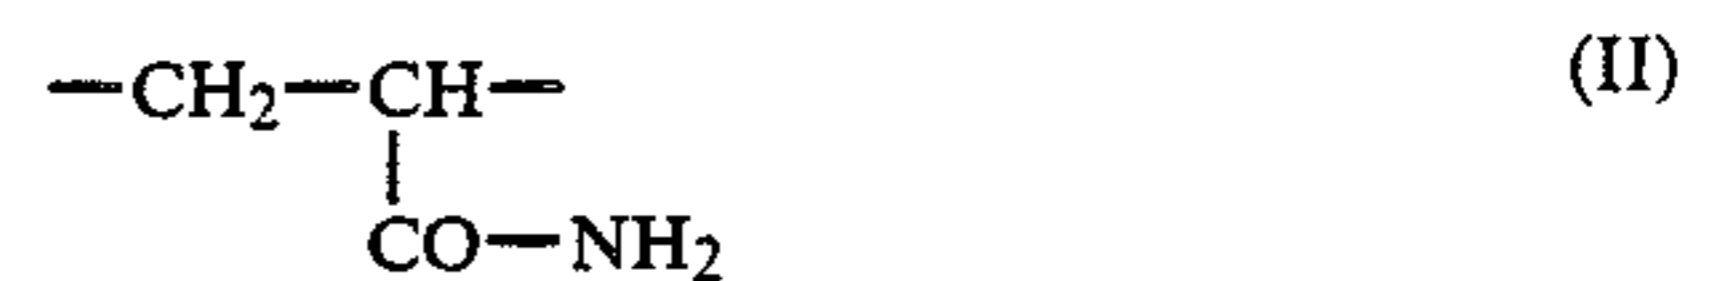 —CH₂—CH— (II)
CO—NH₂